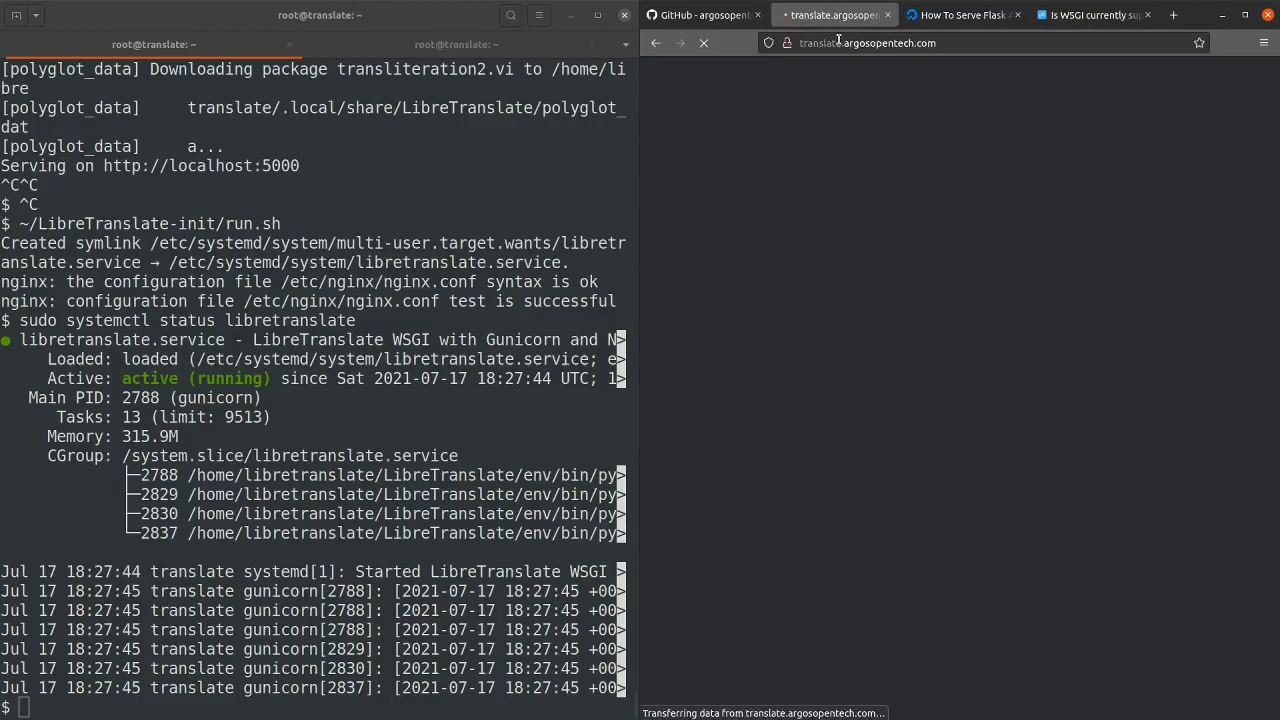 root@translate: ~
root@translate: ~
root@translate: ~
[polyglot_data] Downloading package transliteration2.vi to /home/li
bre
[polyglot_data]     translate/.local/share/LibreTranslate/polyglot_
dat
[polyglot_data]     a...
Serving on http://localhost:5000
^C^C
$ ^C
$ ~/LibreTranslate-init/run.sh
Created symlink /etc/systemd/system/multi-user.target.wants/libretr
anslate.service → /etc/systemd/system/libretranslate.service.
nginx: the configuration file /etc/nginx/nginx.conf syntax is ok
nginx: configuration file /etc/nginx/nginx.conf test is successful
$ sudo systemctl status libretranslate
● libretranslate.service - LibreTranslate WSGI with Gunicorn and N>
Loaded: loaded (/etc/systemd/system/libretranslate.service; e>
Active: active (running) since Sat 2021-07-17 18:27:44 UTC; 1>
Main PID: 2788 (gunicorn)
Tasks: 13 (limit: 9513)
Memory: 315.9M
CGroup: /system.slice/libretranslate.service
├─2788 /home/libretranslate/LibreTranslate/env/bin/py>
├─2829 /home/libretranslate/LibreTranslate/env/bin/py>
├─2830 /home/libretranslate/LibreTranslate/env/bin/py>
└─2837 /home/libretranslate/LibreTranslate/env/bin/py>
Jul 17 18:27:44 translate systemd[1]: Started LibreTranslate WSGI >
Jul 17 18:27:45 translate gunicorn[2788]: [2021-07-17 18:27:45 +00>
Jul 17 18:27:45 translate gunicorn[2788]: [2021-07-17 18:27:45 +00>
Jul 17 18:27:45 translate gunicorn[2788]: [2021-07-17 18:27:45 +00>
Jul 17 18:27:45 translate gunicorn[2829]: [2021-07-17 18:27:45 +00>
Jul 17 18:27:45 translate gunicorn[2830]: [2021-07-17 18:27:45 +00>
Jul 17 18:27:45 translate gunicorn[2837]: [2021-07-17 18:27:45 +00>
$
GitHub - argosopent
translate.argosopen
How To Serve Flask A
Is WSGI currently sup
translate.argosopentech.com
Transferring data from translate.argosopentech.com...